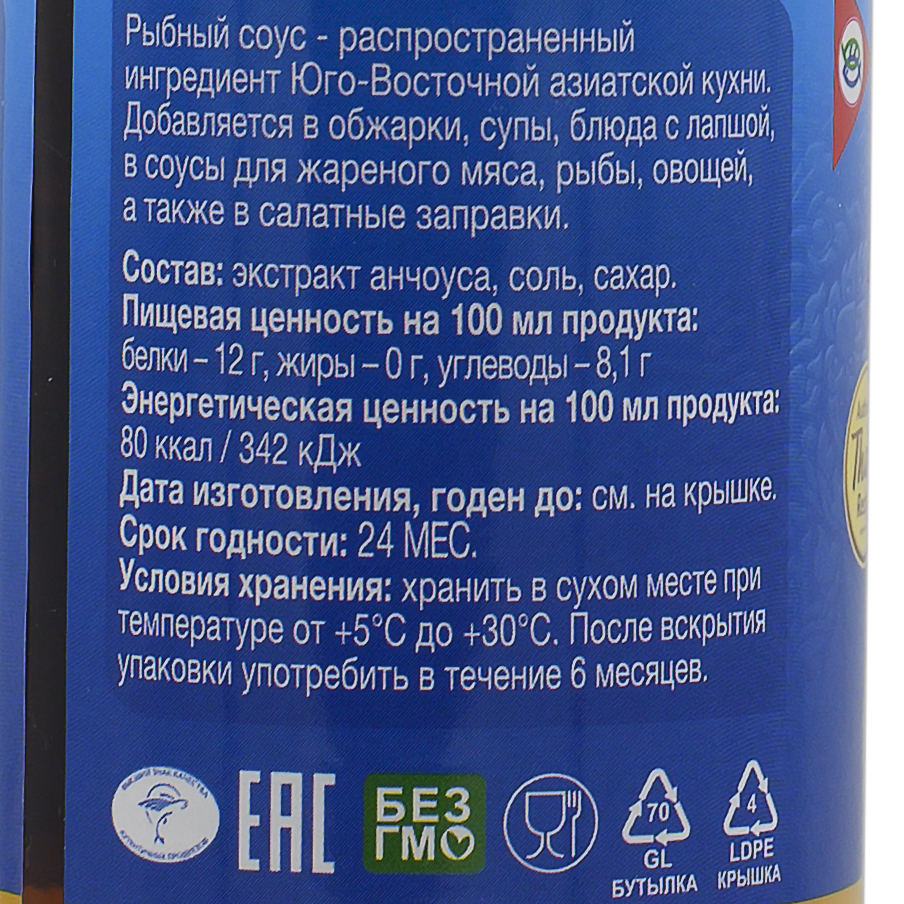 Рыбный соус - распространенный
ингредиент Юго-Восточной азиатской кухни.
Добавляется в обжарки, супы, блюда с лапшой,
в соусы для жареного мяса, рыбы, овощей,
а также в салатные заправки.
Состав: экстракт анчоуса, соль, сахар.
Пищевая ценность на 100 мл продукта:
белки – 12 г, жиры – 0 г, углеводы – 8,1 г
Энергетическая ценность на 100 мл продукта:
80 ккал / 342 кДж
Дата изготовления, годен до: см. на крышке.
Срок годности: 24 МЕС.
Условия хранения: хранить в сухом месте при
температуре от +5°С до +30°С. После вскрытия
упаковки употребить в течение 6 месяцев.
ВЫСШИЙ ЗНАК КАЧЕСТВА
ЕАС
БЕЗ
ГМО
70
GL
БУТЫЛКА
4
LDPE
КРЫШКА